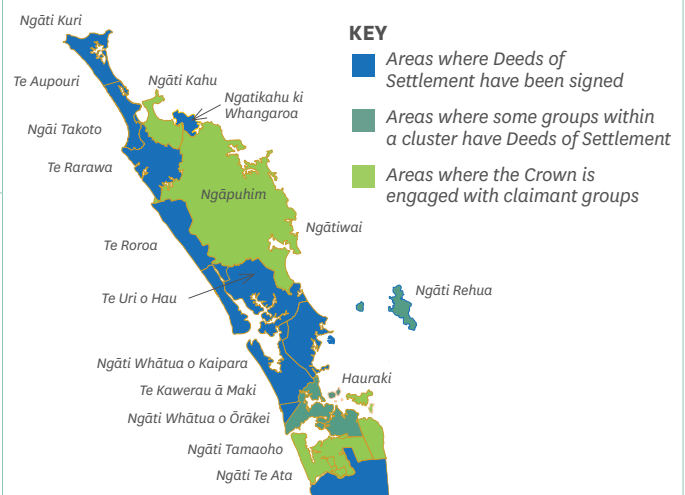 Ngāti Kuri
Te Aupouri
Ngāti Kahu
Ngatikahu ki
Whangaroa
Ngāi Takoto
Te Rarawa
Ngāpuhim
Ngātiwai
Te Roroa
Te Uri o Hau
Ngāti Rehua
Ngāti Whātua o Kaipara
Hauraki
Te Kawerau ā Maki
Ngāti Whātua o Ōrākei
Ngāti Tamaoho
Ngāti Te Ata
KEY
Areas where Deeds of
Settlement have been signed
Areas where some groups within
a cluster have Deeds of Settlement
Areas where the Crown is
engaged with claimant groups